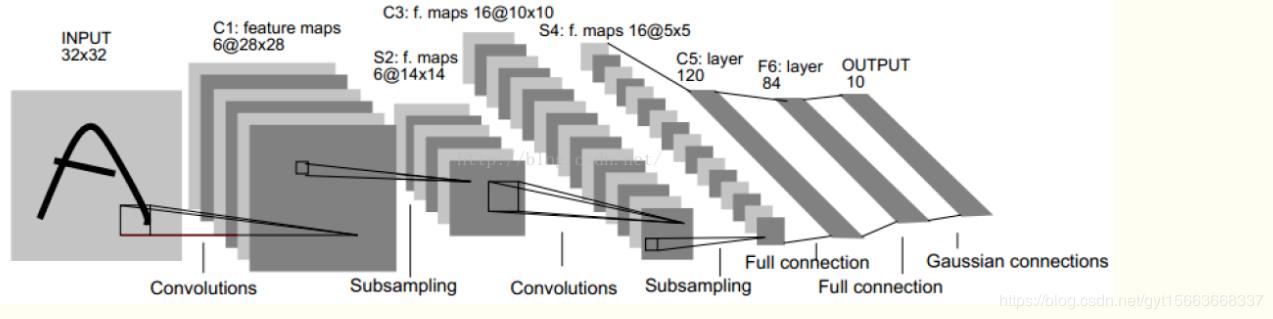 INPUT
32x32
C1: feature maps
6@28x28
S2: f. maps
6@14x14
C3: f. maps 16@10x10
S4: f. maps 16@5x5
C5: layer
120
F6: layer
84
OUTPUT
10
http://blog.csdn.net/
Convolutions
Subsampling
Convolutions
Subsampling
Full connection
Full connection
Gaussian connections
https://blog.csdn.net/gyt15663668337